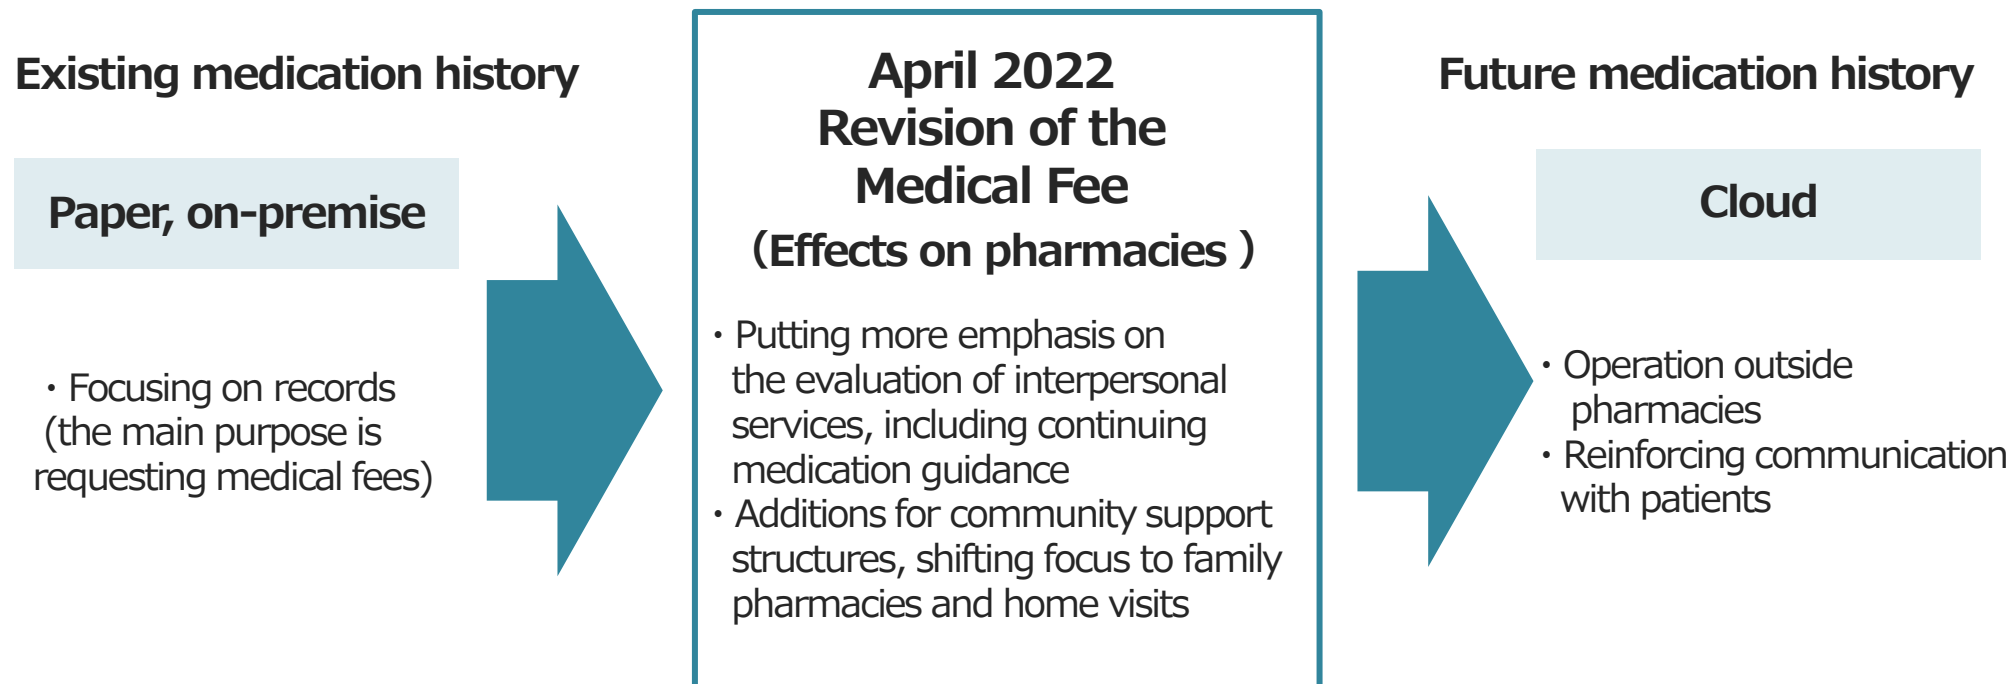 Existing medication history
Paper, on-premise
・Focusing on records
(the main purpose is
requesting medical fees)
April 2022
Revision of the
Medical Fee
（Effects on pharmacies ）
・Putting more emphasis on
the evaluation of interpersonal
services, including continuing
medication guidance
・Additions for community support
structures, shifting focus to family
pharmacies and home visits
Future medication history
Cloud
・Operation outside
pharmacies
・Reinforcing communication
with patients